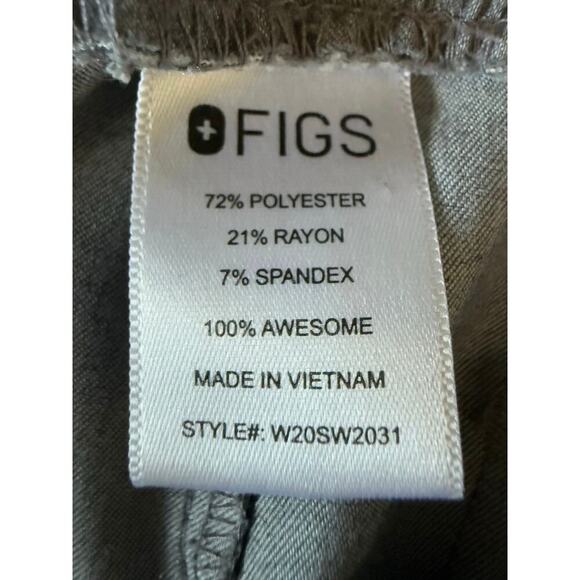 FIGS
72% POLYESTER
21% RAYON
7% SPANDEX
100% AWESOME
MADE IN VIETNAM
STYLE#: W20SW2031